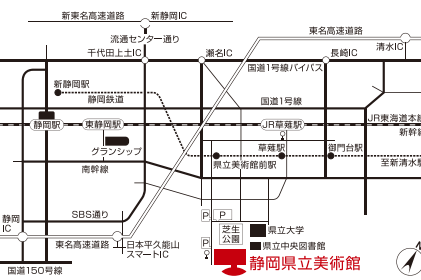 新東名高速道路
新静岡IC
東名高速道路
流通センター通り
清水IC
千代田上土IC
瀬名IC
長崎IC
国道1号線バイパス
新静岡駅
静岡鉄道
国道1号線
JR東海道本線
静岡駅
東静岡駅
JR草薙駅
新幹線
グランシップ
草薙駅
御門台駅
南幹線
県立美術館前駅
至新清水駅
静岡
IC
SBS通り
P
P
芝生
公園
県立大学
東名高速道路
日本平久能山
スマートIC
P
県立中央図書館
静岡県立美術館
国道150号線
N